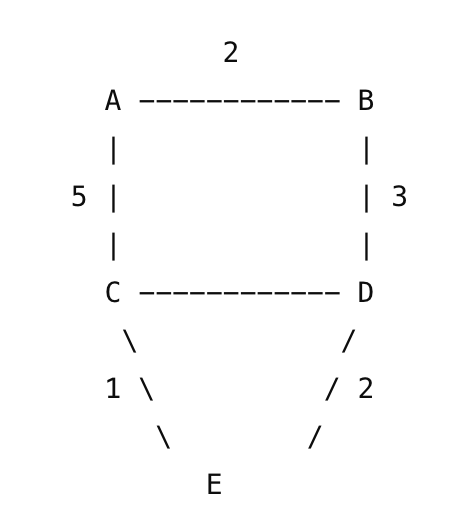 2
A ------------ B
|              |
5 |              | 3
|              |
C ------------ D
\             /
1 \          / 2
\        /
E